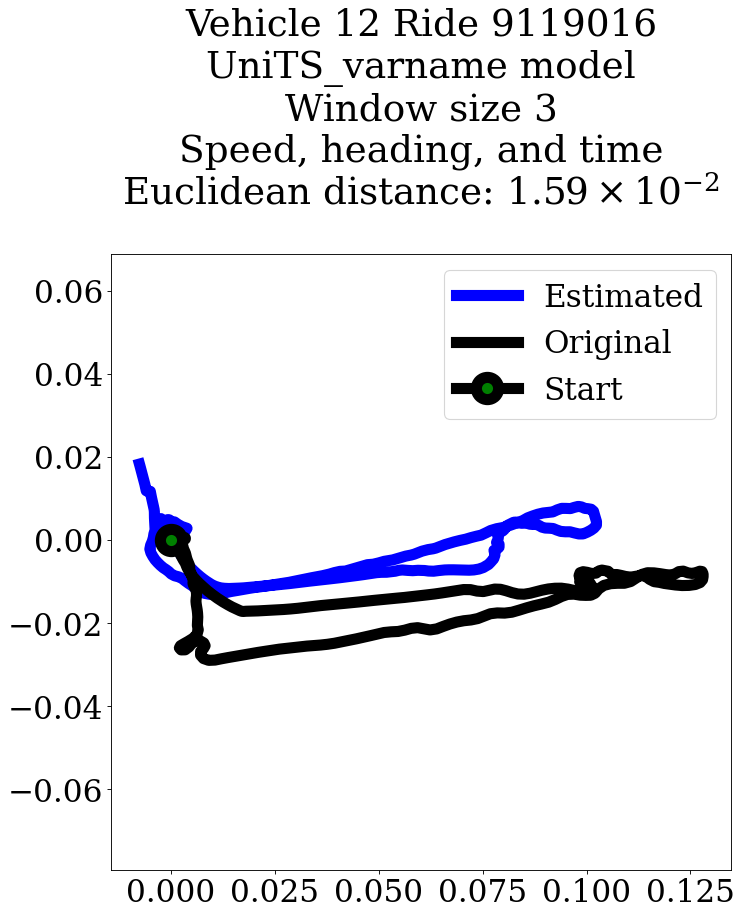 Vehicle 12 Ride 9119016
UniTS_varname model
Window size 3
Speed, heading, and time
Euclidean distance: $1.59 \times 10^{-2}$
Estimated
Original
Start
0.06
0.04
0.02
0.00
−0.02
−0.04
−0.06
0.000 0.025 0.050 0.075 0.100 0.125